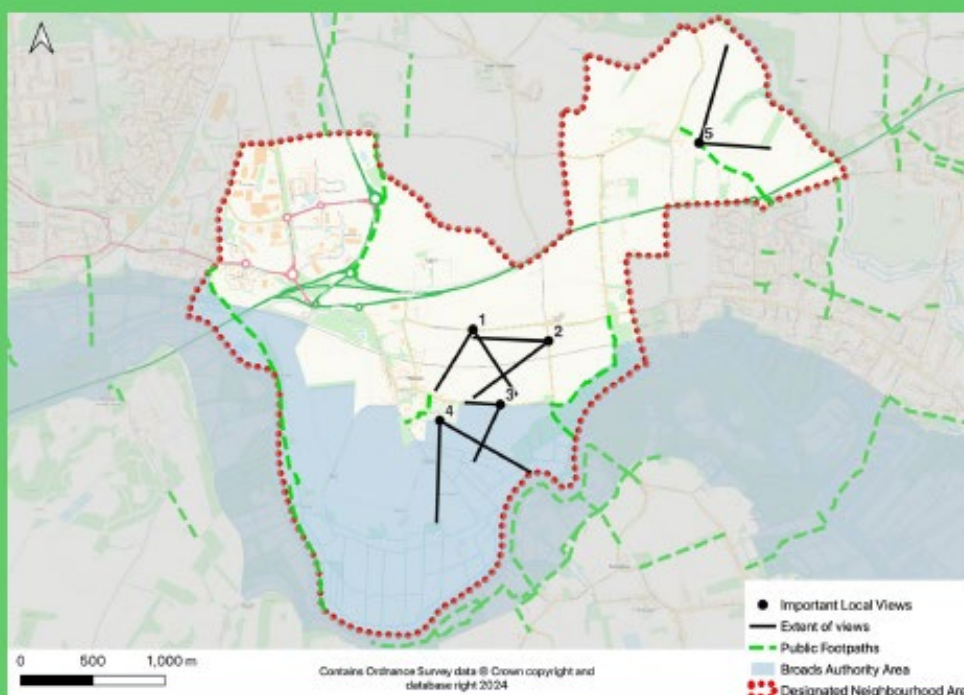 5
1
2
3
4
Important Local Views
Extent of views
Public Footpaths
Broads Authority Area
Designated Neighbourhood Are
0 500 1,000 m
Contains Ordnance Survey data © Crown copyright and
database right 2024